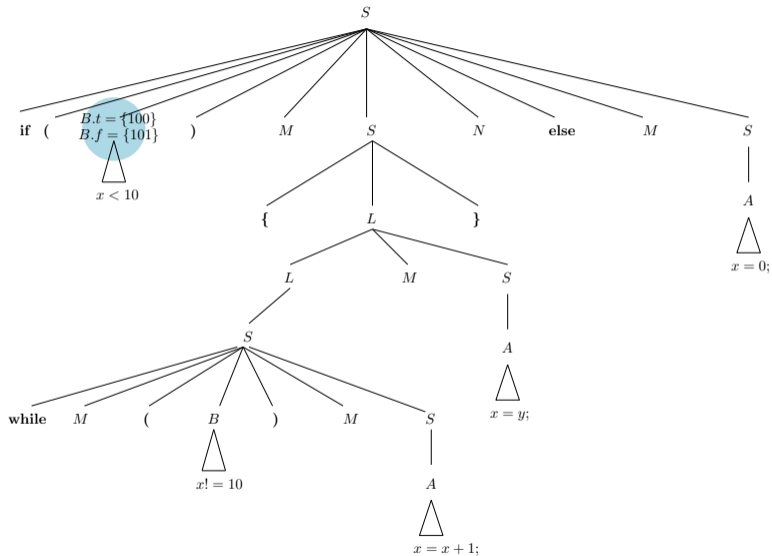 S
if ( B.t = {100} ) M S N else M S
B.f = {101}
x < 10
A
{ L }
x = 0;
L M S
S
A
while M ( B ) M S
x = y;
x! = 10
A
x = x + 1;